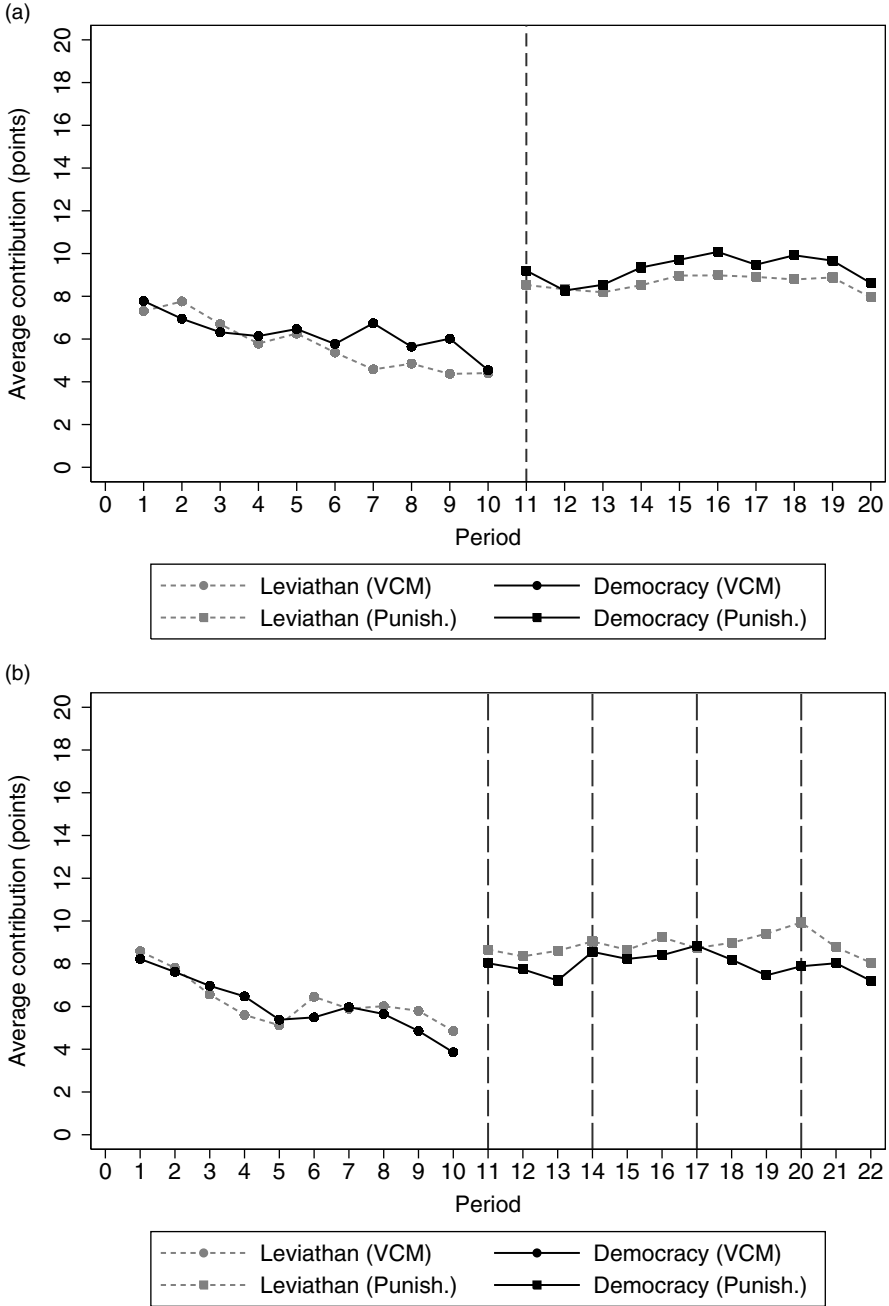 (a)
20
18
16
14
12
10
8
6
4
2
0
Average contribution (points)
0 1 2 3 4 5 6 7 8 9 10 11 12 13 14 15 16 17 18 19 20
Period
Leviathan (VCM) Democracy (VCM)
Leviathan (Punish.) Democracy (Punish.)
(b)
20
18
16
14
12
10
8
6
4
2
0
Average contribution (points)
0 1 2 3 4 5 6 7 8 9 10 11 12 13 14 15 16 17 18 19 20 21 22
Period
Leviathan (VCM) Democracy (VCM)
Leviathan (Punish.) Democracy (Punish.)